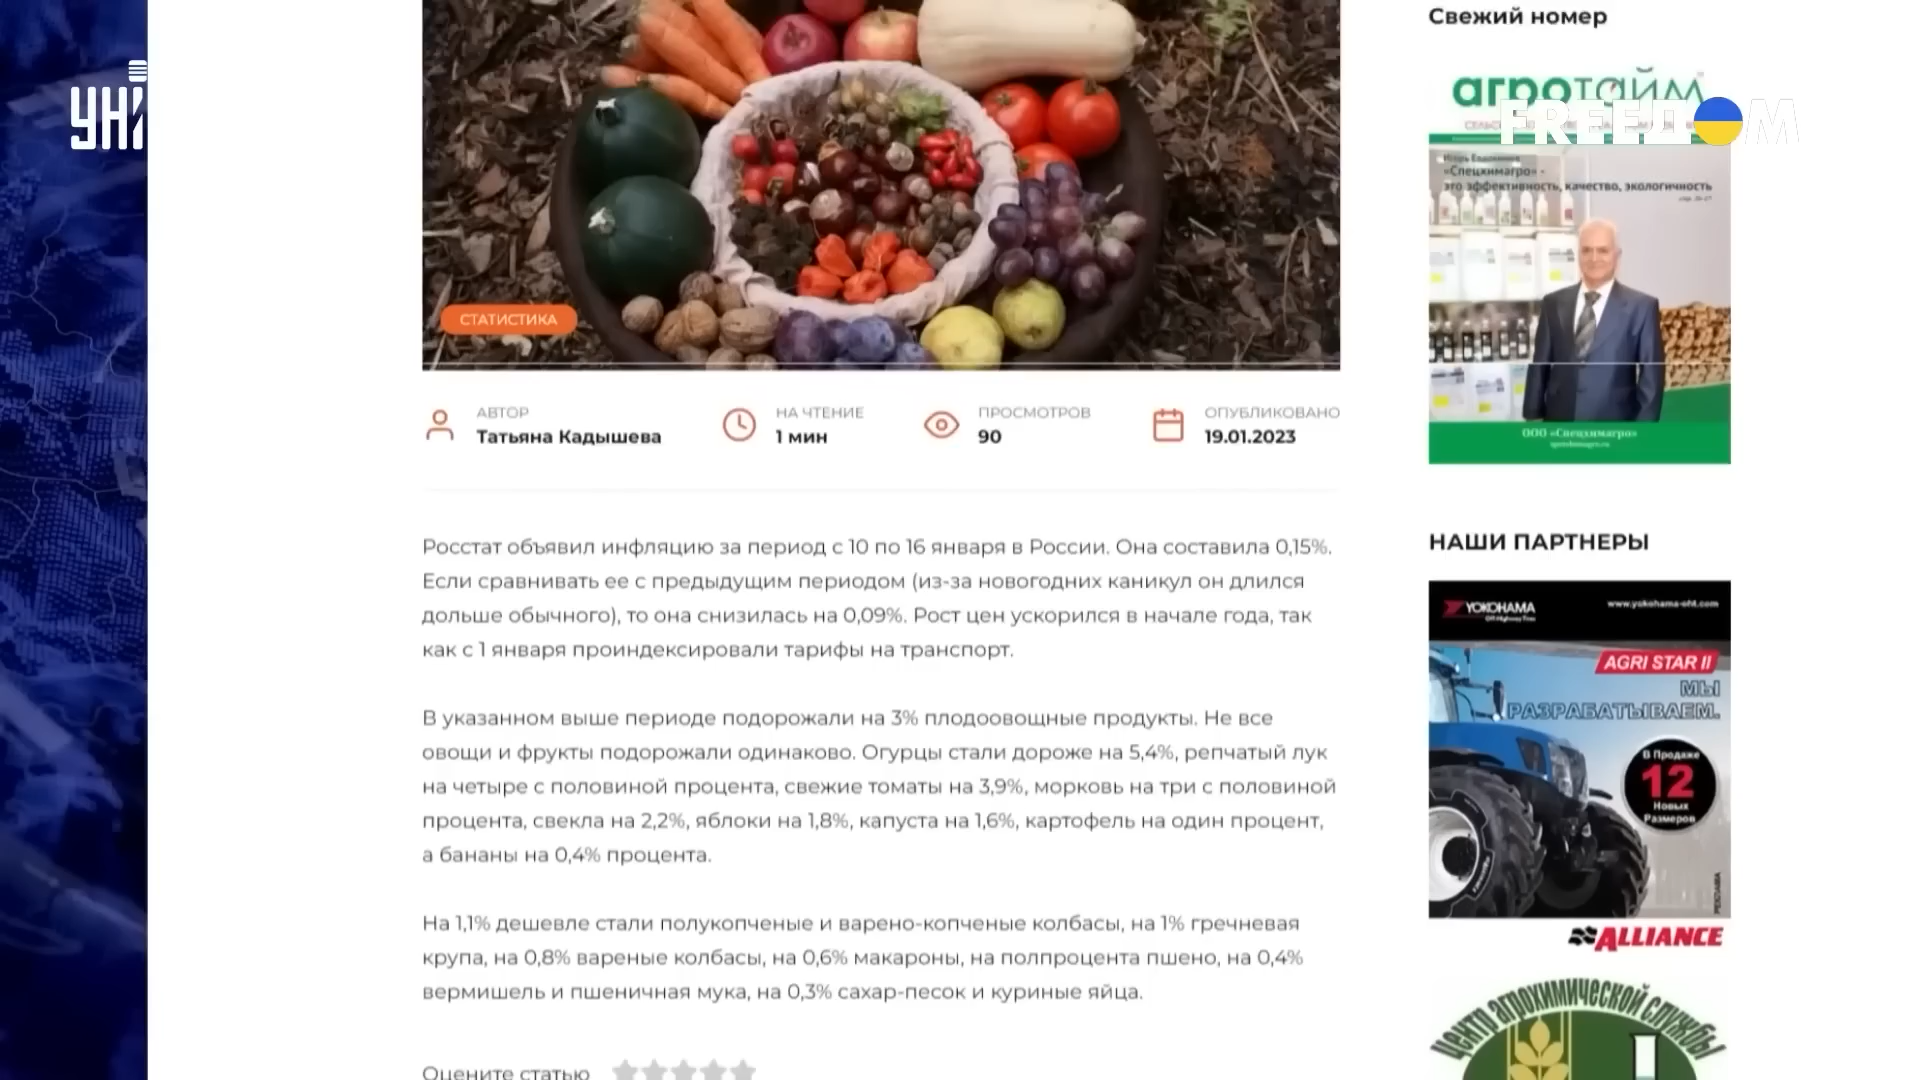 УНІ
FREEДOM
СТАТИСТИКА
АВТОР
Татьяна Кадышева
НА ЧТЕНИЕ
1 мин
ПРОСМОТРОВ
90
ОПУБЛИКОВАНО
19.01.2023
Росстат объявил инфляцию за период с 10 по 16 января в России. Она составила 0,15%.
Если сравнивать ее с предыдущим периодом (из-за новогодних каникул он длился
дольше обычного), то она снизилась на 0,09%. Рост цен ускорился в начале года, так
как с 1 января проиндексировали тарифы на транспорт.
В указанном выше периоде подорожали на 3% плодоовощные продукты. Не все
овощи и фрукты подорожали одинаково. Огурцы стали дороже на 5,4%, репчатый лук
на четыре с половиной процента, свежие томаты на 3,9%, морковь на три с половиной
процента, свекла на 2,2%, яблоки на 1,8%, капуста на 1,6%, картофель на один процент,
а бананы на 0,4% процента.
На 1,1% дешевле стали полукопченые и варено-копченые колбасы, на 1% гречневая
крупа, на 0,8% вареные колбасы, на 0,6% макароны, на полпроцента пшено, на 0,4%
вермишель и пшеничная мука, на 0,3% сахар-песок и куриные яйца.
Оцените статью
Свежий номер
агротайм
Игорь Евдокимов
«Спецхимагро» -
это эффективность, качество, экологичность
ООО «Спецхимагро»
НАШИ ПАРТНЕРЫ
YOKOHAMA
Off-Highway Tires
www.yokohama-oht.com
AGRI STAR II
МЫ
РАЗРАБАТЫВАЕМ.
В Продаже
12
Новых
Размеров
РЕКЛАМА
ALLIANCE
Центр агрохимической службы